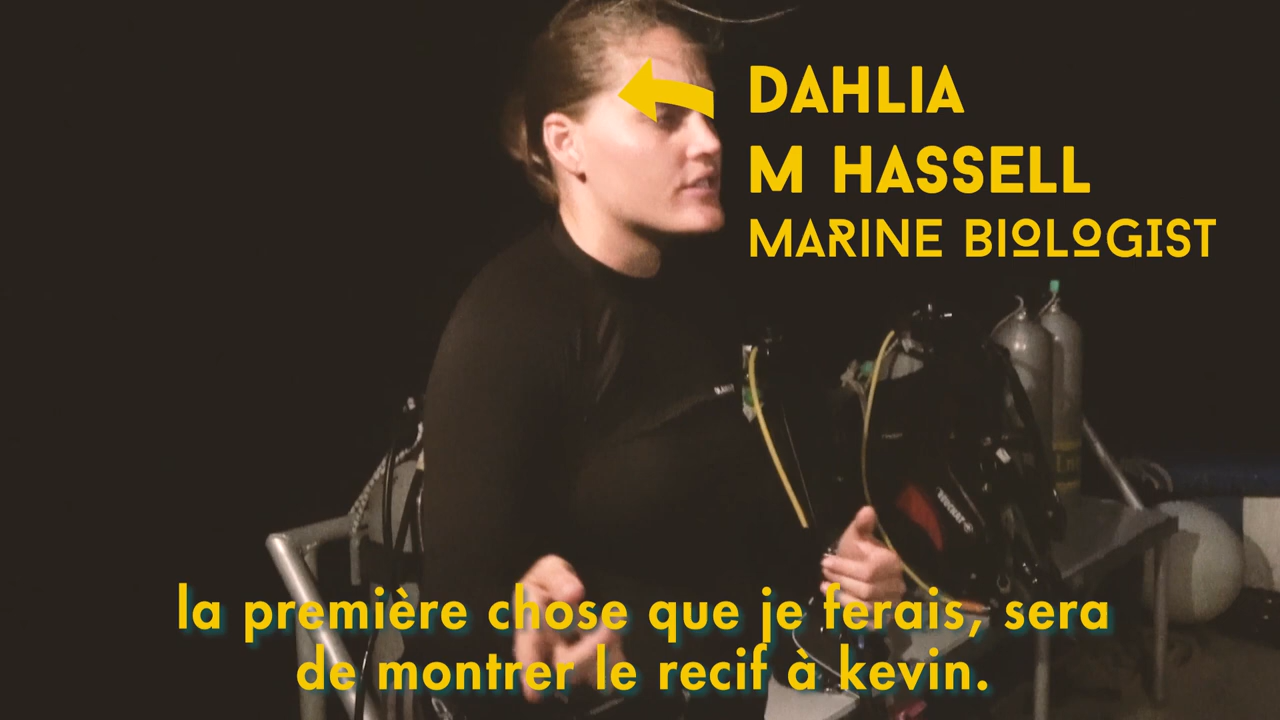 DAHLIA
M HASSELL
MARINE BIOLOGIST
la première chose que je ferais, sera
de montrer le recif à kevin.